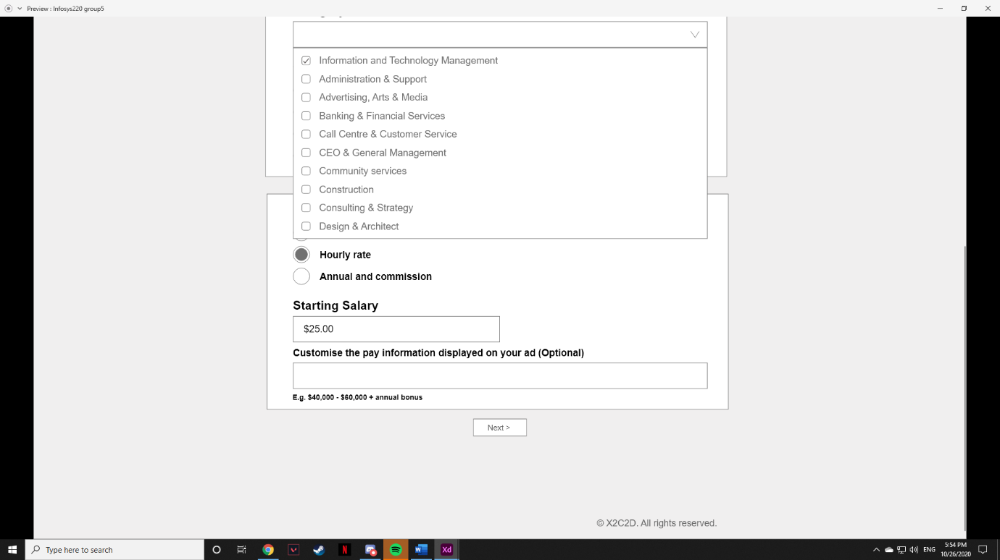 Preview : Infosys220 group5
Information and Technology Management
Administration & Support
Advertising, Arts & Media
Banking & Financial Services
Call Centre & Customer Service
CEO & General Management
Community services
Construction
Consulting & Strategy
Design & Architect
Hourly rate
Annual and commission
Starting Salary
$25.00
Customise the pay information displayed on your ad (Optional)
E.g. $40,000 - $60,000 + annual bonus
Next >
© X2C2D. All rights reserved.
Type here to search
N
W
Xd
ENG
5:54 PM
10/26/2020